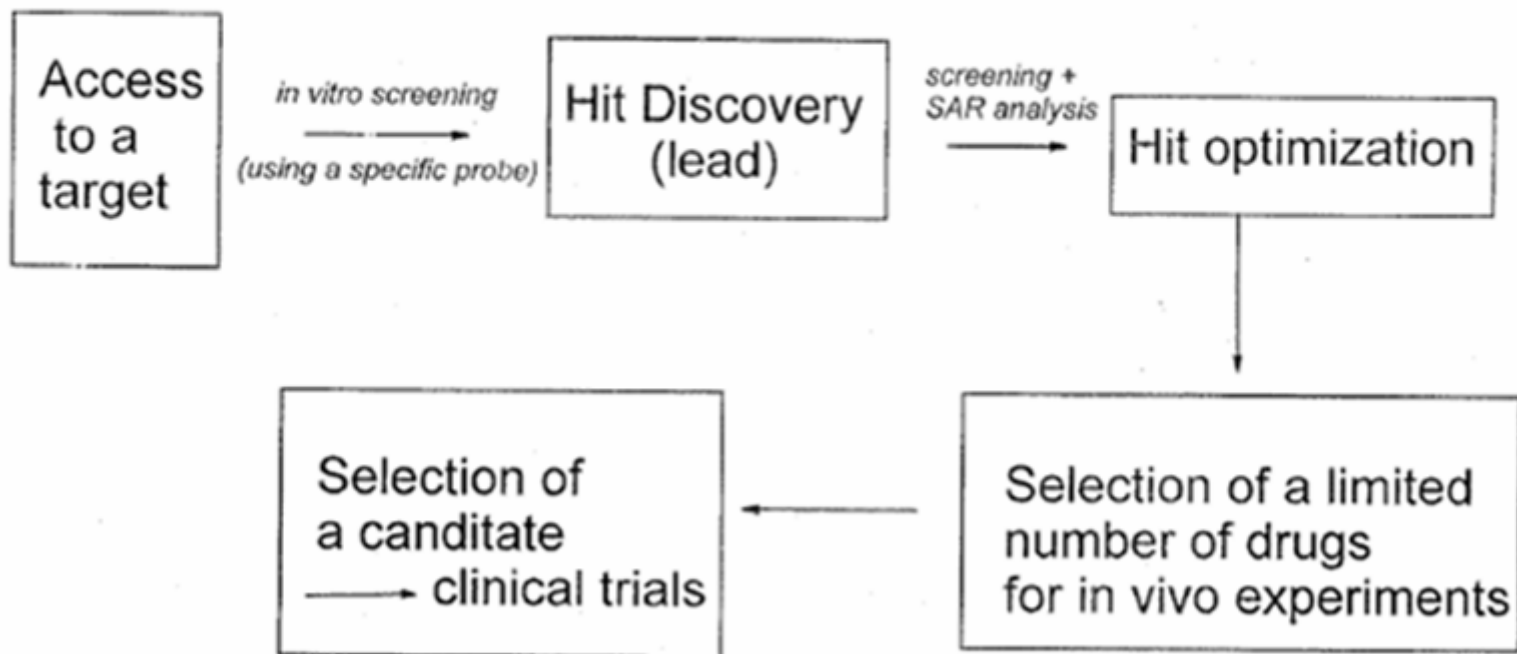 Access
to a
target
in vitro screening
(using a specific probe)
Hit Discovery
(lead)
screening +
SAR analysis
Hit optimization
Selection of a limited
number of drugs
for in vivo experiments
Selection of
a canditate
clinical trials